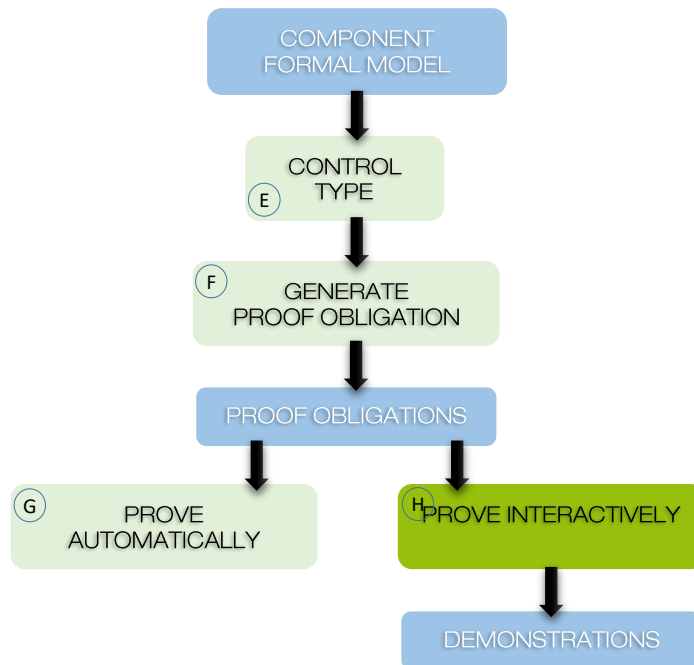 COMPONENT
FORMAL MODEL
CONTROL
TYPE
E
F
GENERATE
PROOF OBLIGATION
PROOF OBLIGATIONS
G
PROVE
AUTOMATICALLY
H
PROVE INTERACTIVELY
DEMONSTRATIONS